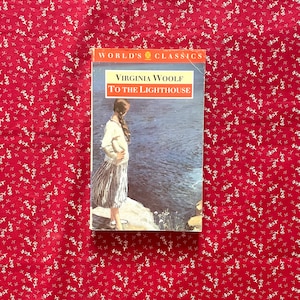 WORLD'S CLASSICS
VIRGINIA WOOLF
TO THE LIGHTHOUSE